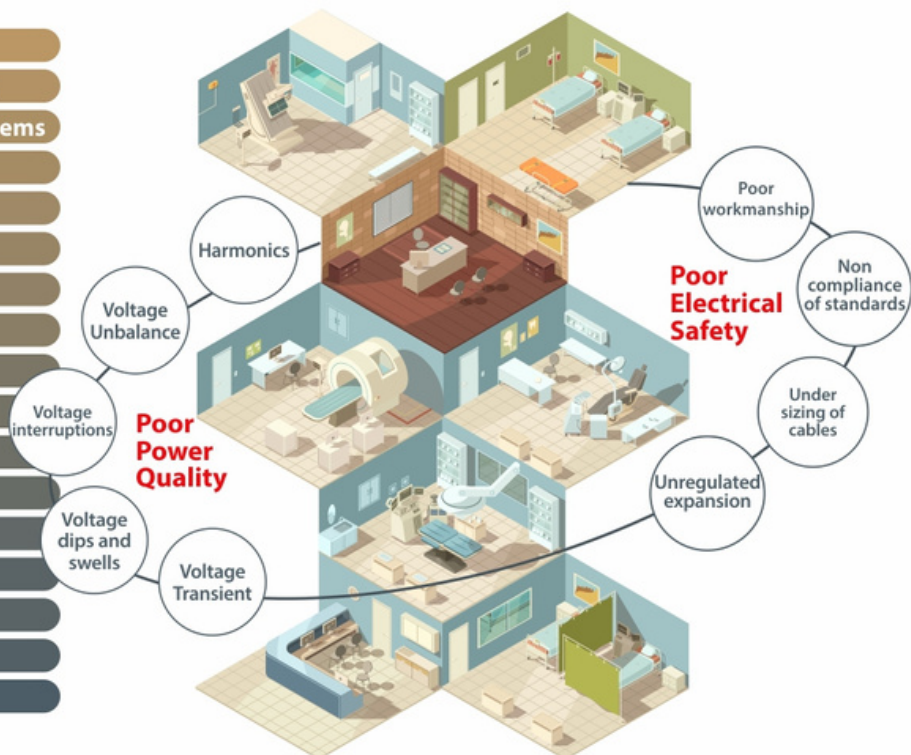 ems
Harmonics
Voltage
Unbalance
Voltage
interruptions
Voltage
dips and
swells
Voltage
Transient
Poor
Power
Quality
Poor
workmanship
Non
compliance
of standards
Under
sizing of
cables
Unregulated
expansion
Poor
Electrical
Safety